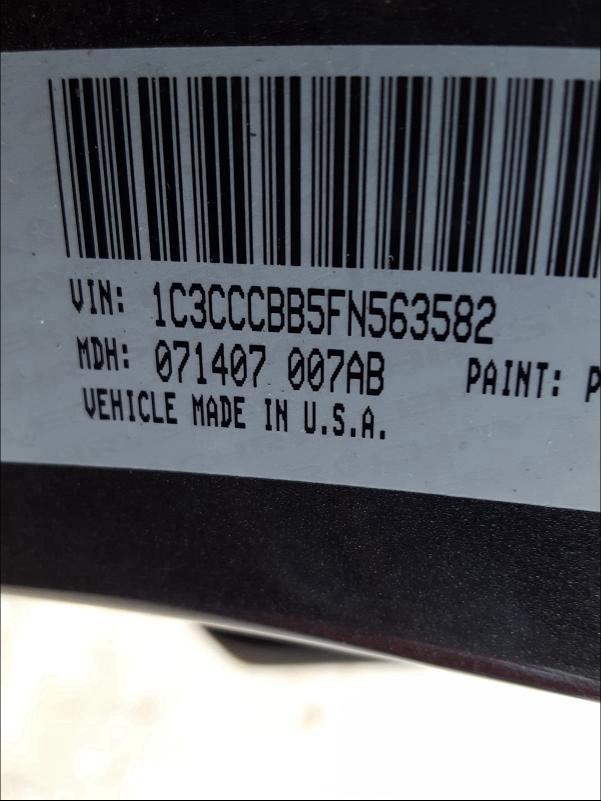 VIN: 1C3CCCBB5FN563582
MDH: 071407 007AB PAINT: P
VEHICLE MADE IN U.S.A.